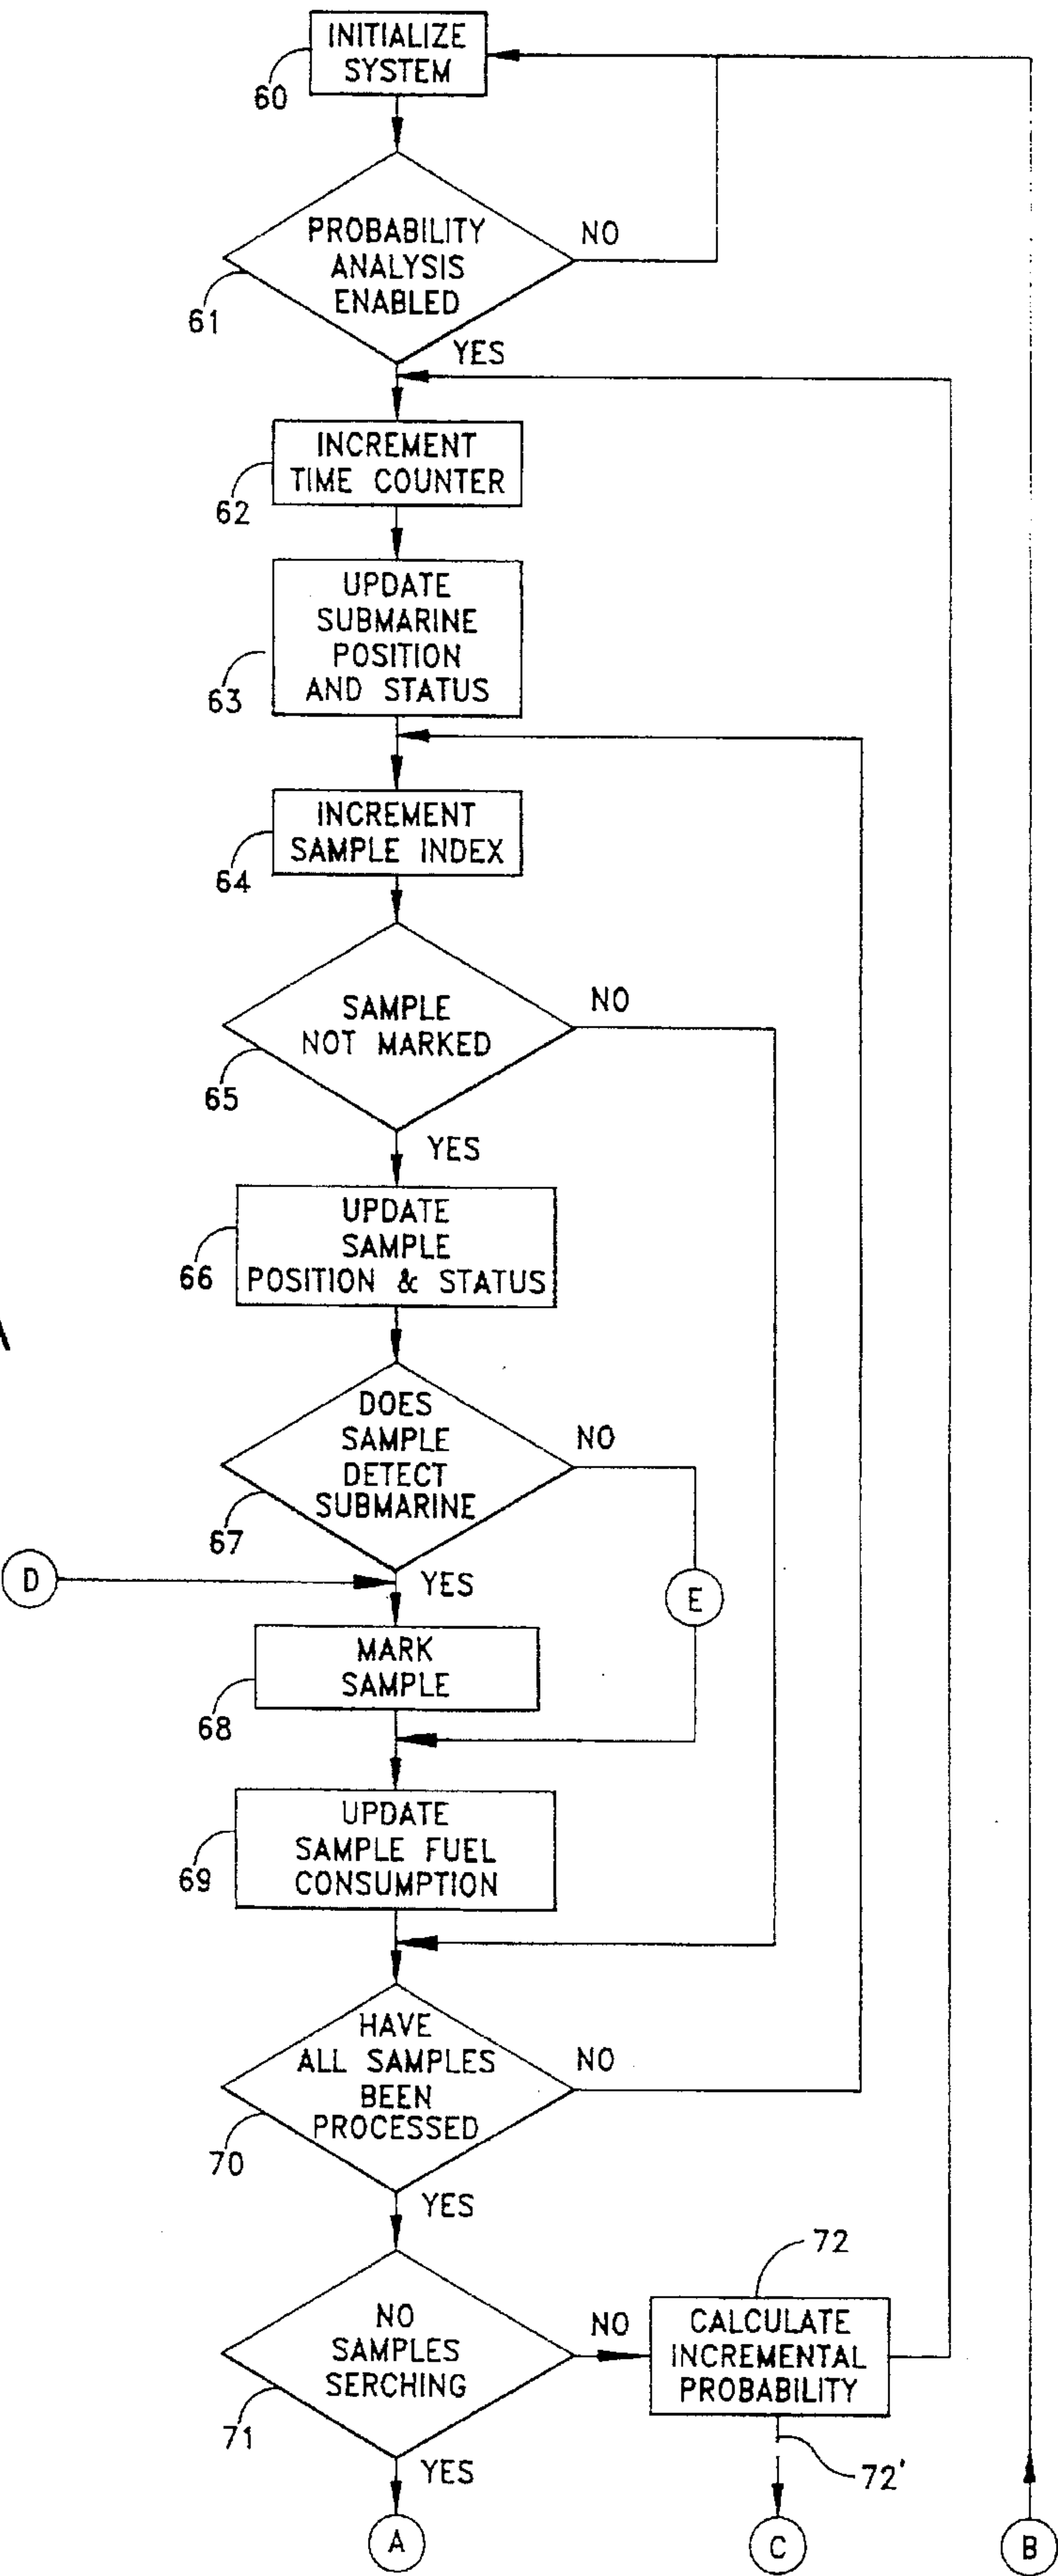 INITIALIZE
SYSTEM
60
PROBABILITY
ANALYSIS
ENABLED
NO
61
YES
INCREMENT
TIME COUNTER
62
UPDATE
SUBMARINE
POSITION
AND STATUS
63
INCREMENT
SAMPLE INDEX
64
SAMPLE
NOT MARKED
NO
65
YES
UPDATE
SAMPLE
POSITION & STATUS
66
DOES
SAMPLE
DETECT
SUBMARINE
NO
67
D
YES
E
MARK
SAMPLE
68
UPDATE
SAMPLE FUEL
CONSUMPTION
69
HAVE
ALL SAMPLES
BEEN
PROCESSED
NO
70
YES
NO
SAMPLES
SERCHING
NO
71
72
CALCULATE
INCREMENTAL
PROBABILITY
YES
72'
A
C
B